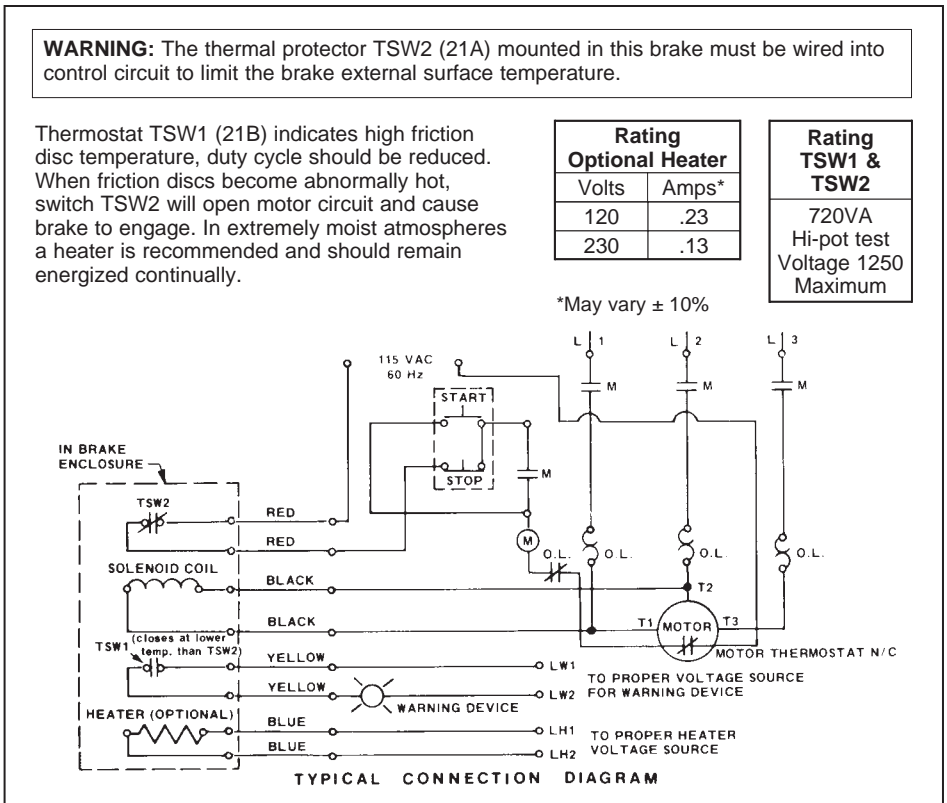 WARNING: The thermal protector TSW2 (21A) mounted in this brake must be wired into
control circuit to limit the brake external surface temperature.
Thermostat TSW1 (21B) indicates high friction
disc temperature, duty cycle should be reduced.
When friction discs become abnormally hot,
switch TSW2 will open motor circuit and cause
brake to engage. In extremely moist atmospheres
a heater is recommended and should remain
energized continually.
Rating
Optional Heater
Volts Amps*
120 .23
230 .13
*May vary ± 10%
Rating
TSW1 &
TSW2
720VA
Hi-pot test
Voltage 1250
Maximum
L 1
L 2
L 3
115 VAC
60 Hz
M
M
M
START
STOP
M
IN BRAKE
ENCLOSURE
TSW2
RED
RED
M
O.L.
O.L.
O.L.
O.L.
SOLENOID COIL
BLACK
T2
BLACK
T1
MOTOR
T3
MOTOR THERMOSTAT N/C
TSW1
(closes at lower
temp. than TSW2)
YELLOW
LW1
YELLOW
WARNING DEVICE
LW2
TO PROPER VOLTAGE SOURCE
FOR WARNING DEVICE
HEATER (OPTIONAL)
BLUE
LH1
BLUE
LH2
TO PROPER HEATER
VOLTAGE SOURCE
TYPICAL CONNECTION DIAGRAM